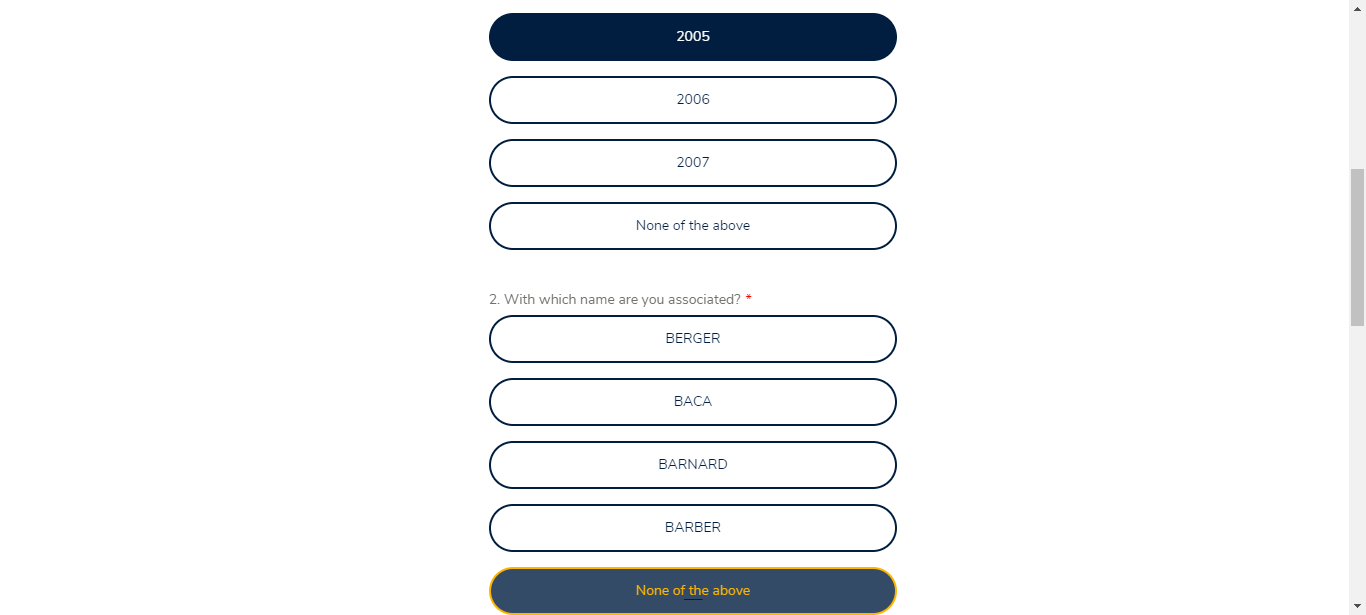 2005
2006
2007
None of the above
2. With which name are you associated? *
BERGER
BACA
BARNARD
BARBER
None of the above